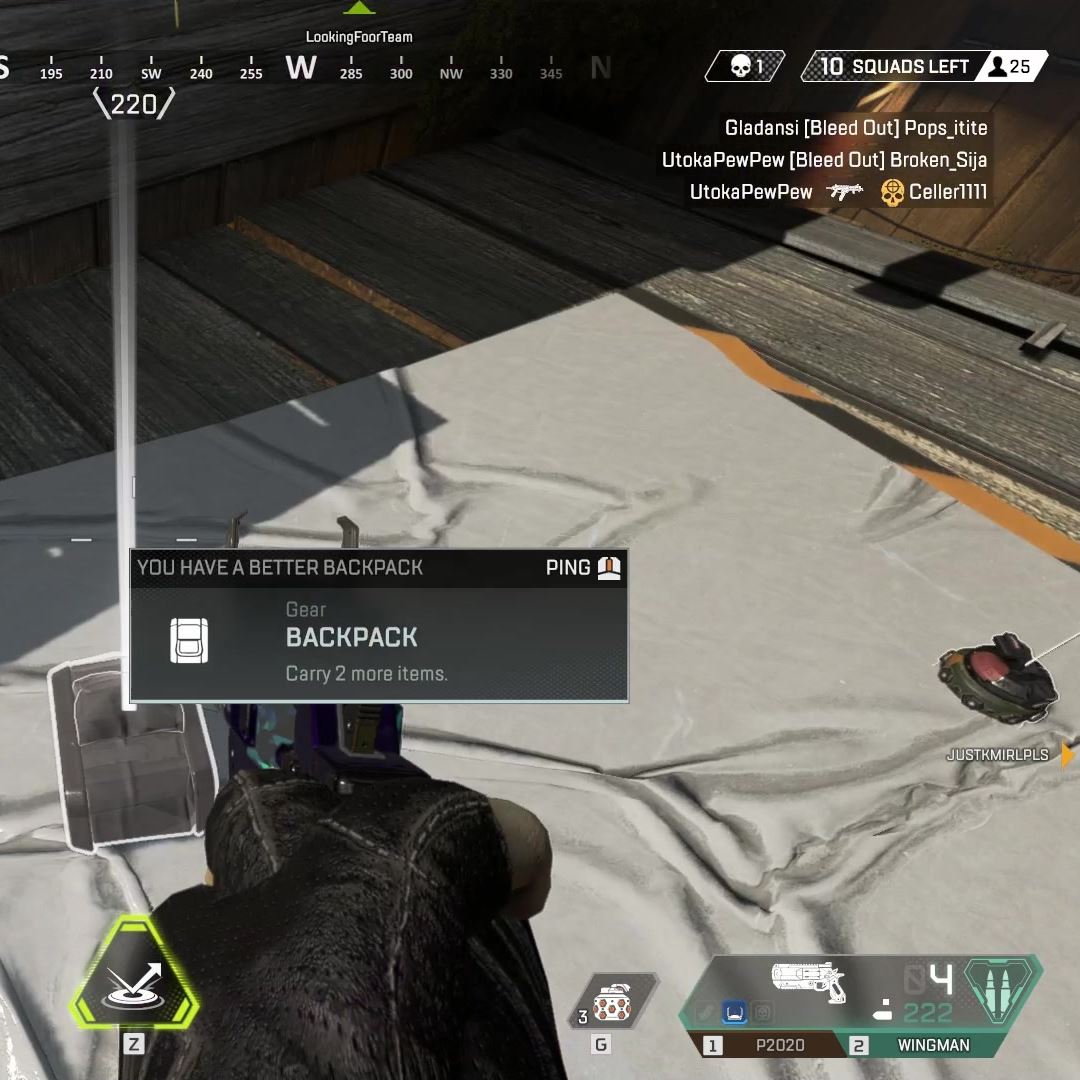 LookingFoorTeam
S 195 210 SW 240 255 W 285 300 NW 330 345 N
220
1
10 SQUADS LEFT 25
Gladansi [Bleed Out] Pops_itite
UtokaPewPew [Bleed Out] Broken_Sija
UtokaPewPew Celler1111
YOU HAVE A BETTER BACKPACK PING
Gear
BACKPACK
Carry 2 more items.
JUSTKMIRLPLS
04
222
3
Z
G
1 P2020 2 WINGMAN